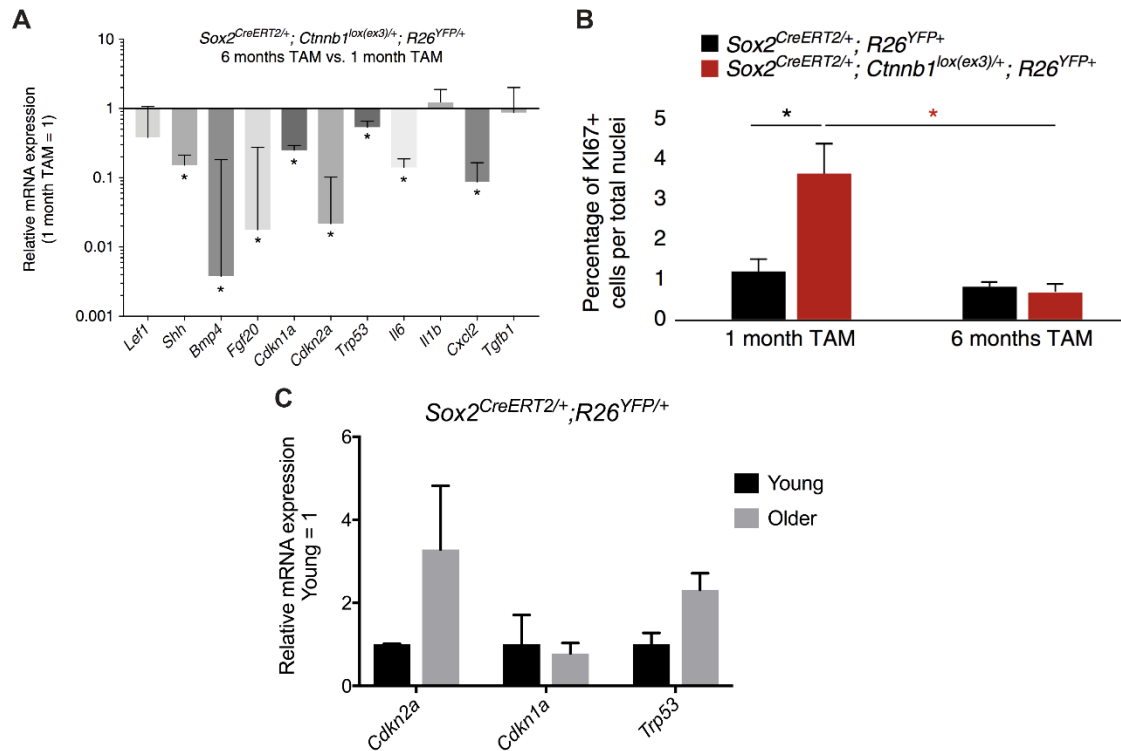 A
Sox2CreERT2/+; Ctnnb1lox(ex3)/+; R26YFP/+
6 months TAM vs. 1 month TAM
Relative mRNA expression
(1 month TAM = 1)
10
1
0.1
0.01
0.001
*
*
*
*
*
*
*
*
Lef1
Shh
Bmp4
Fgf20
Cdkn1a
Cdkn2a
Trp53
Il6
Il1b
Cxcl2
Tgfb1
B
Sox2CreERT2/+; R26YFP+
Sox2CreERT2/+; Ctnnb1lox(ex3)/+; R26YFP+
Percentage of KI67+
cells per total nuclei
5
4
3
2
1
0
*
*
1 month TAM
6 months TAM
C
Sox2CreERT2/+;R26YFP/+
Relative mRNA expression
Young = 1
6
4
2
0
Cdkn2a
Cdkn1a
Trp53
Young
Older